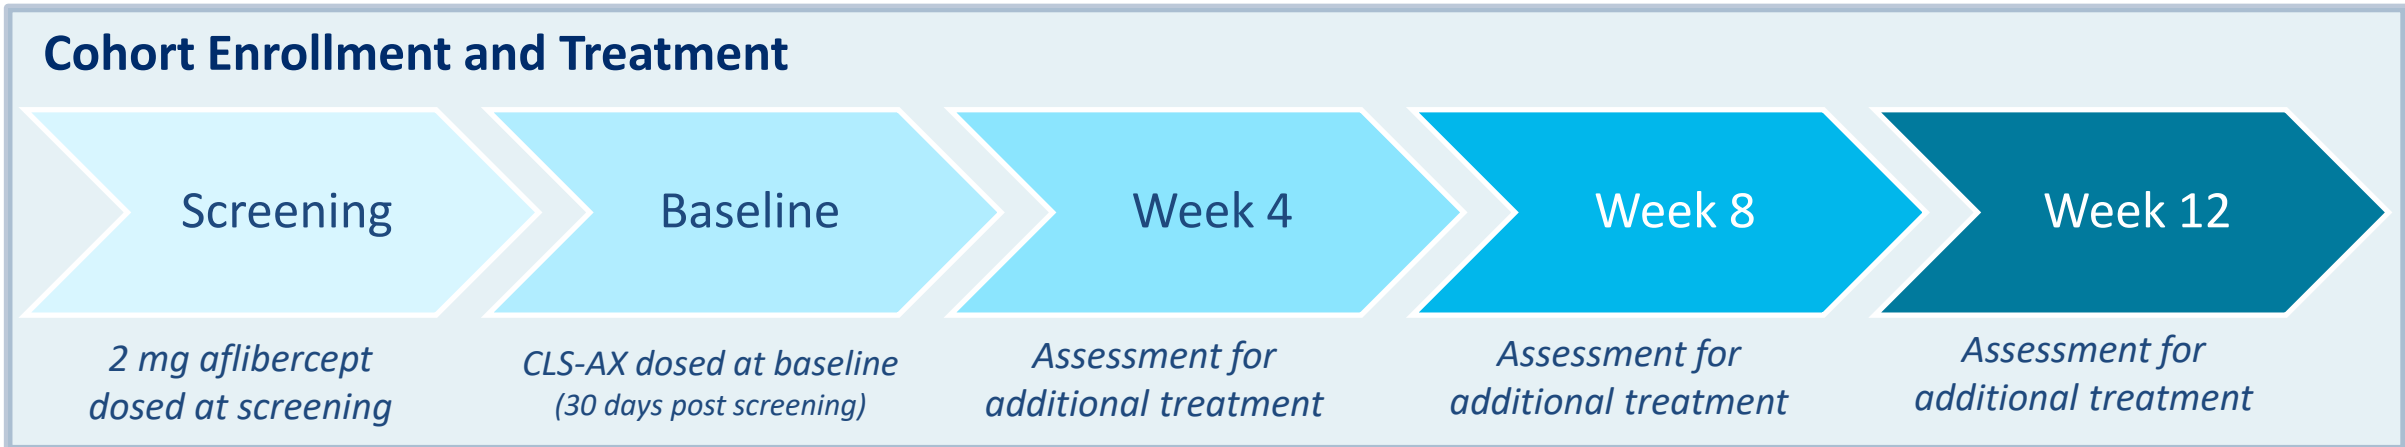 Cohort Enrollment and Treatment
Screening
Baseline
Week 4
Week 8
Week 12
2 mg aflibercept
dosed at screening
CLS-AX dosed at baseline
(30 days post screening)
Assessment for
additional treatment
Assessment for
additional treatment
Assessment for
additional treatment